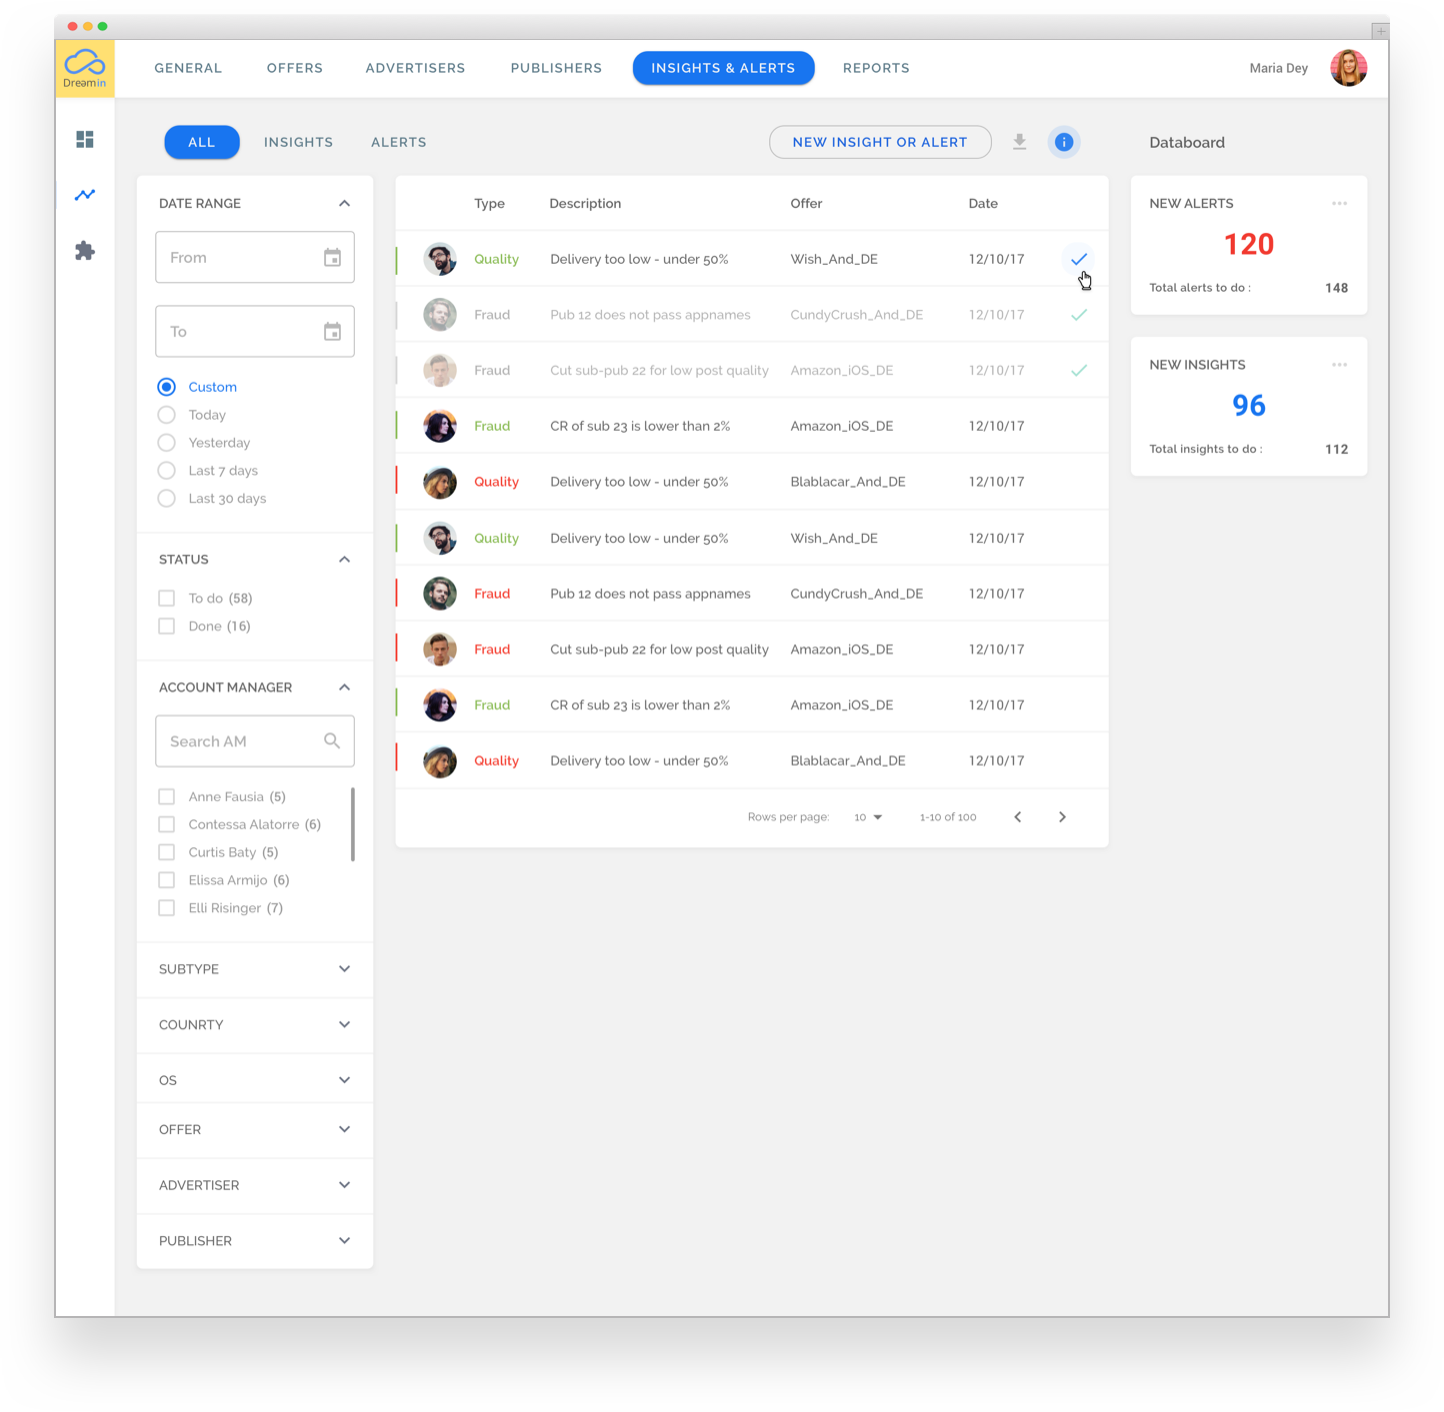 Dreamin
GENERAL OFFERS ADVERTISERS PUBLISHERS INSIGHTS & ALERTS REPORTS
Maria Dey
ALL INSIGHTS ALERTS
NEW INSIGHT OR ALERT
i
Databoard
DATE RANGE
From
To
Custom
Today
Yesterday
Last 7 days
Last 30 days
STATUS
To do (58)
Done (16)
ACCOUNT MANAGER
Search AM
Anne Fausia (5)
Contessa Alatorre (6)
Curtis Baty (5)
Elissa Armijo (6)
Elli Risinger (7)
SUBTYPE
COUNRTY
OS
OFFER
ADVERTISER
PUBLISHER
Type Description Offer Date
Quality Delivery too low - under 50% Wish_And_DE 12/10/17
Fraud Pub 12 does not pass appnames CundyCrush_And_DE 12/10/17
Fraud Cut sub-pub 22 for low post quality Amazon_iOS_DE 12/10/17
Fraud CR of sub 23 is lower than 2% Amazon_iOS_DE 12/10/17
Quality Delivery too low - under 50% Blablacar_And_DE 12/10/17
Quality Delivery too low - under 50% Wish_And_DE 12/10/17
Fraud Pub 12 does not pass appnames CundyCrush_And_DE 12/10/17
Fraud Cut sub-pub 22 for low post quality Amazon_iOS_DE 12/10/17
Fraud CR of sub 23 is lower than 2% Amazon_iOS_DE 12/10/17
Quality Delivery too low - under 50% Blablacar_And_DE 12/10/17
Rows per page: 10 1-10 of 100
NEW ALERTS
120
Total alerts to do : 148
NEW INSIGHTS
96
Total insights to do : 112